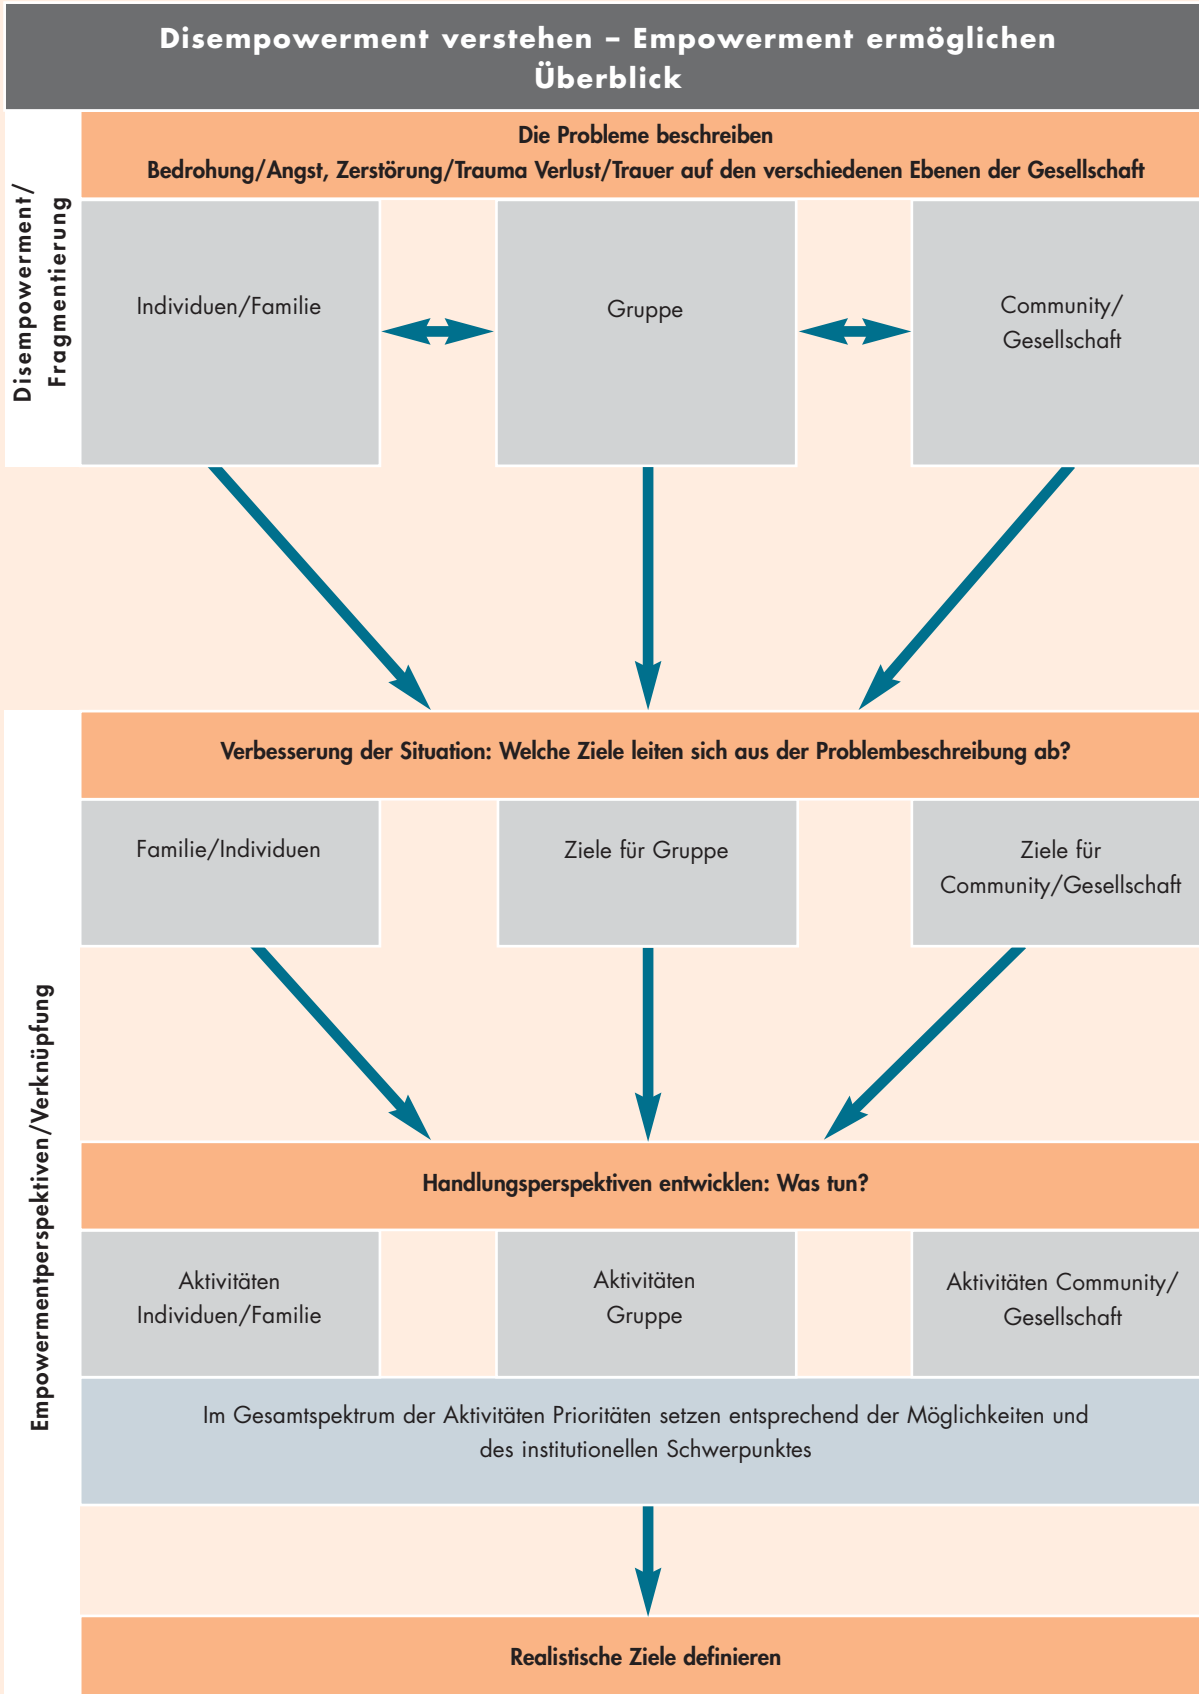 Disempowerment verstehen – Empowerment ermöglichen
Überblick
Disempowerment/
Fragmentierung
Die Probleme beschreiben
Bedrohung/Angst, Zerstörung/Trauma Verlust/Trauer auf den verschiedenen Ebenen der Gesellschaft
Individuen/Familie
Gruppe
Community/
Gesellschaft
Empowermentperspektiven/Verknüpfung
Verbesserung der Situation: Welche Ziele leiten sich aus der Problembeschreibung ab?
Familie/Individuen
Ziele für Gruppe
Ziele für
Community/Gesellschaft
Handlungsperspektiven entwicklen: Was tun?
Aktivitäten
Individuen/Familie
Aktivitäten
Gruppe
Aktivitäten Community/
Gesellschaft
Im Gesamtspektrum der Aktivitäten Prioritäten setzen entsprechend der Möglichkeiten und
des institutionellen Schwerpunktes
Realistische Ziele definieren